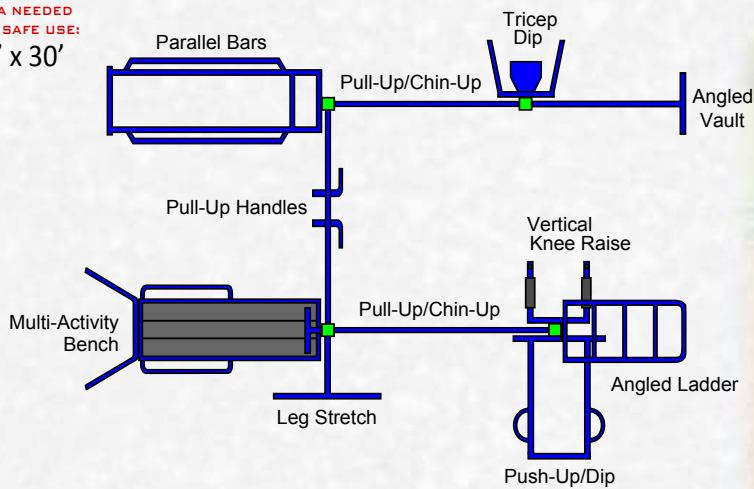 NEEDED
SAFE USE:
x 30’
Parallel Bars
Tricep
Dip
Pull-Up/Chin-Up
Angled
Vault
Pull-Up Handles
Vertical
Knee Raise
Multi-Activity
Bench
Pull-Up/Chin-Up
Angled Ladder
Leg Stretch
Push-Up/Dip